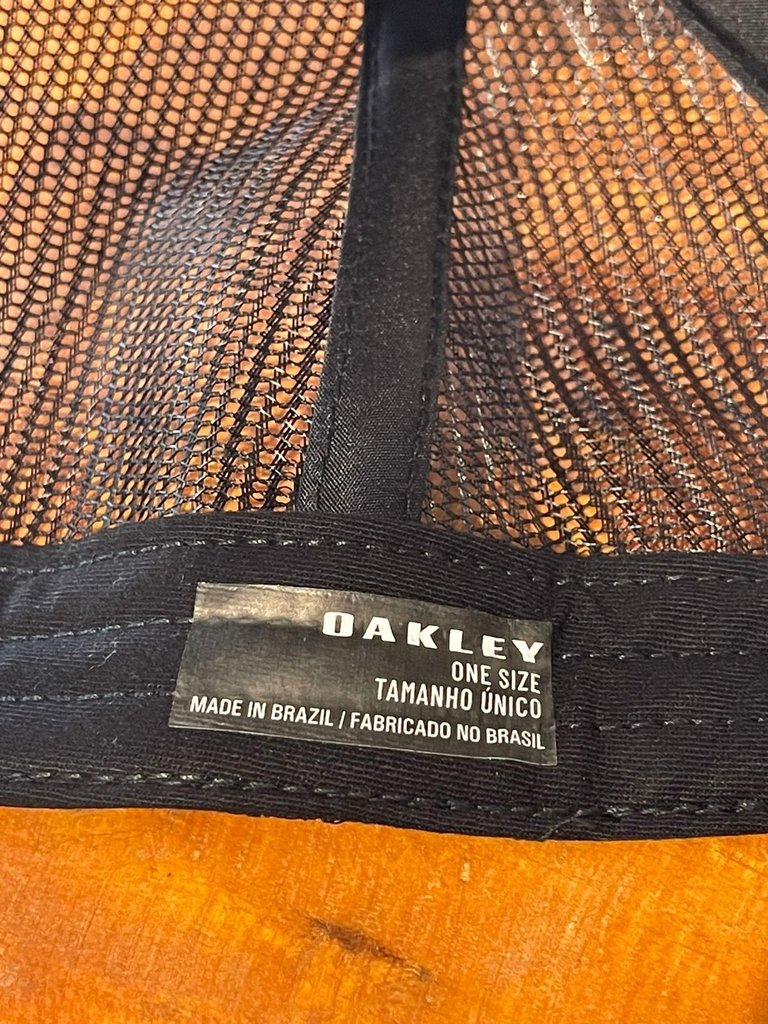 OAKLEY
ONE SIZE
TAMANHO ÚNICO
MADE IN BRAZIL / FABRICADO NO BRASIL